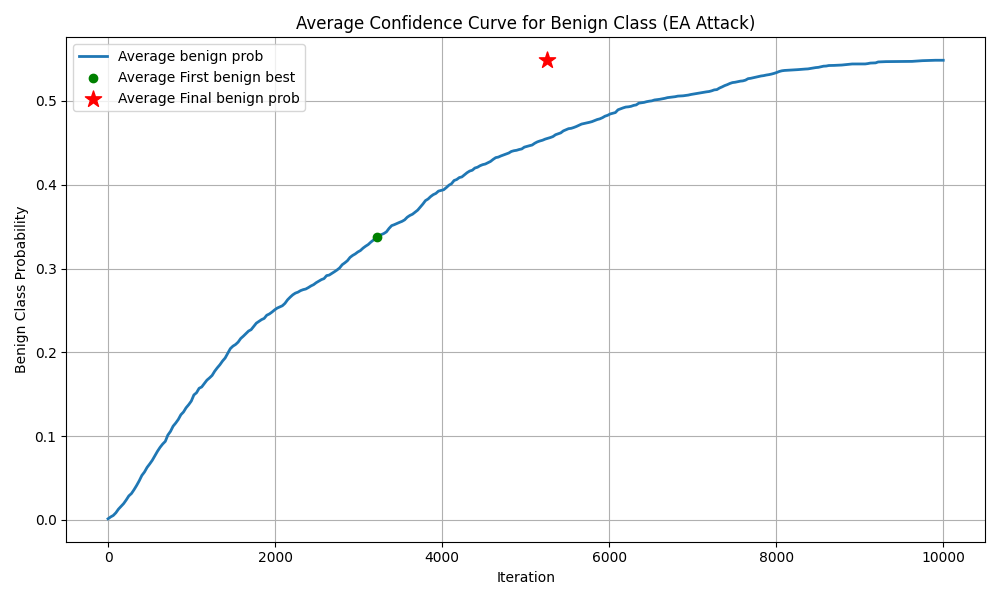 Average Confidence Curve for Benign Class (EA Attack)
Average benign prob
Average First benign best
Average Final benign prob
Benign Class Probability
0.5
0.4
0.3
0.2
0.1
0.0
0 2000 4000 6000 8000 10000
Iteration